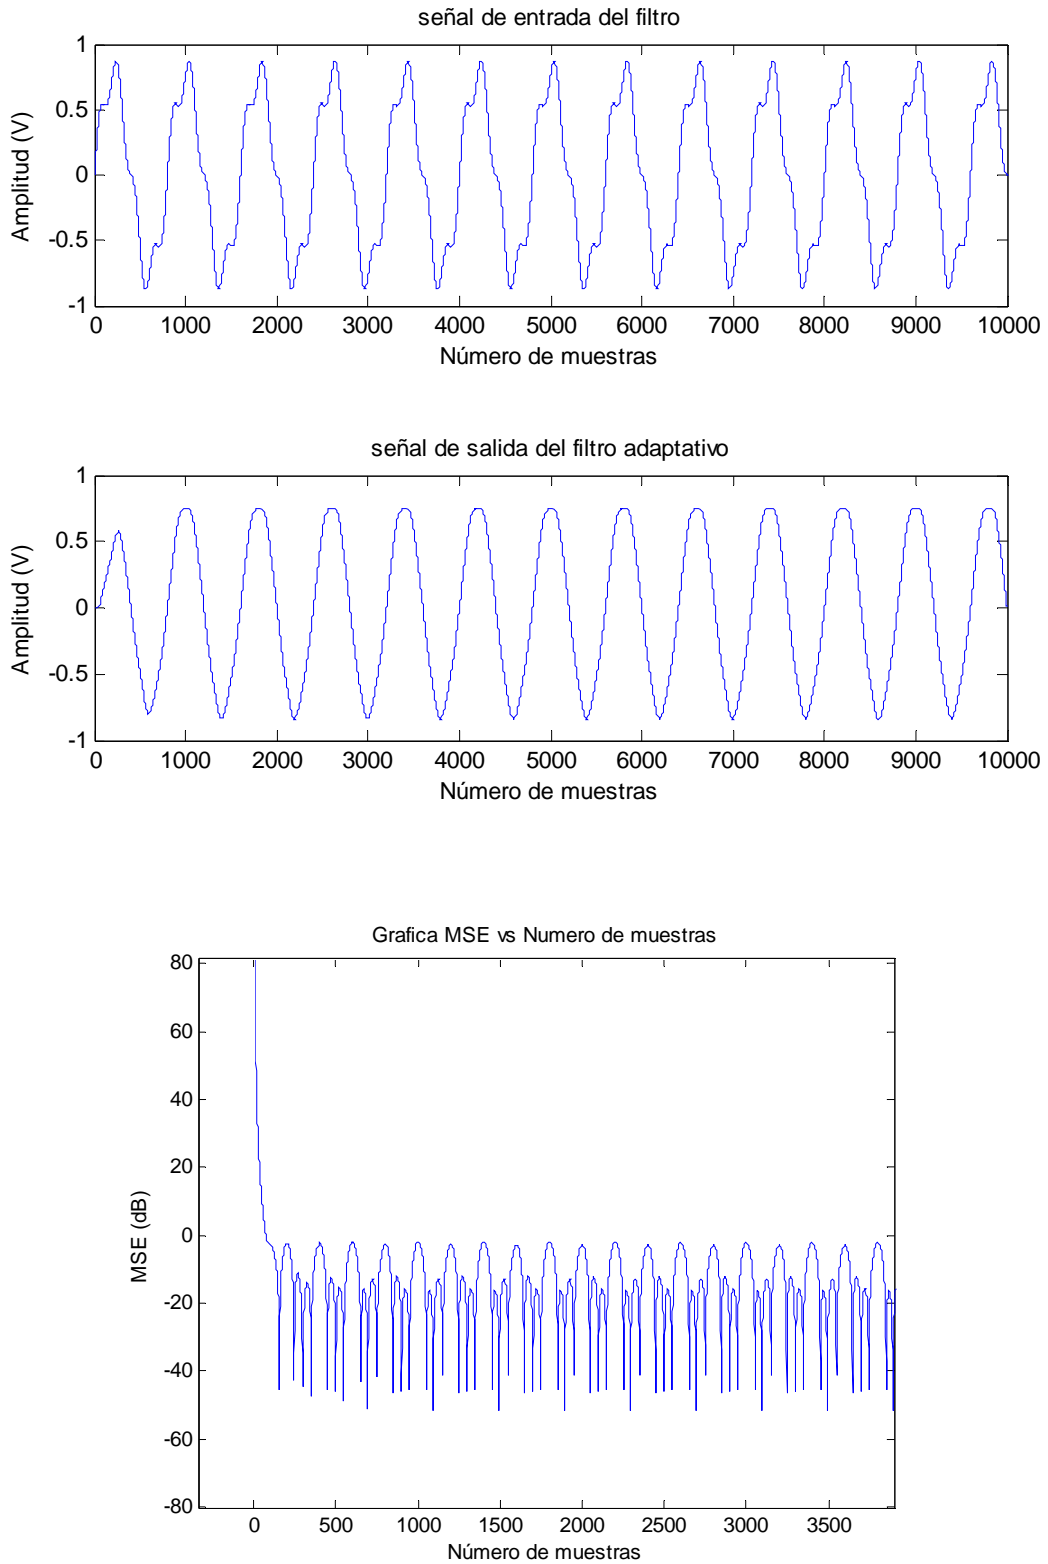 señal de entrada del filtro
Amplitud (V)
1
0.5
0
-0.5
-1
0 1000 2000 3000 4000 5000 6000 7000 8000 9000 10000
Número de muestras
señal de salida del filtro adaptativo
Amplitud (V)
1
0.5
0
-0.5
-1
0 1000 2000 3000 4000 5000 6000 7000 8000 9000 10000
Número de muestras
Grafica MSE vs Numero de muestras
MSE (dB)
80
60
40
20
0
-20
-40
-60
-80
0 500 1000 1500 2000 2500 3000 3500
Número de muestras